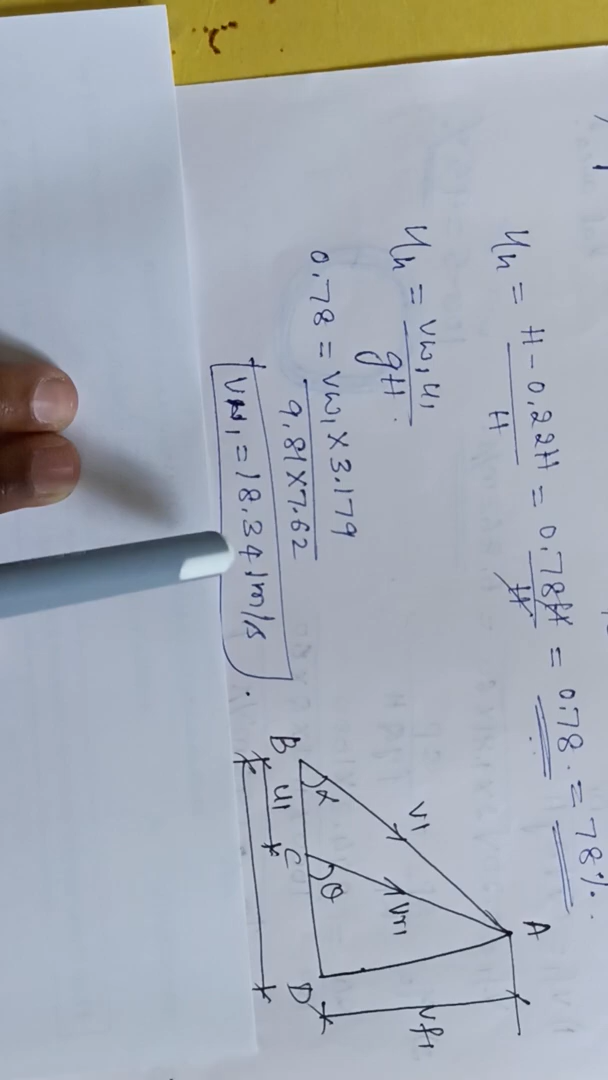 ηh = H - 0.22H / H = 0.78H / H = 0.78. = 78%.
ηh = Vw1 u1 / gH.
0.78 = Vw1 × 3.179 / 9.81 × 7.62
Vw1 = 18.34 m/s.
A
V1
Vr1
Vf1
B
α
C
θ
D
u1